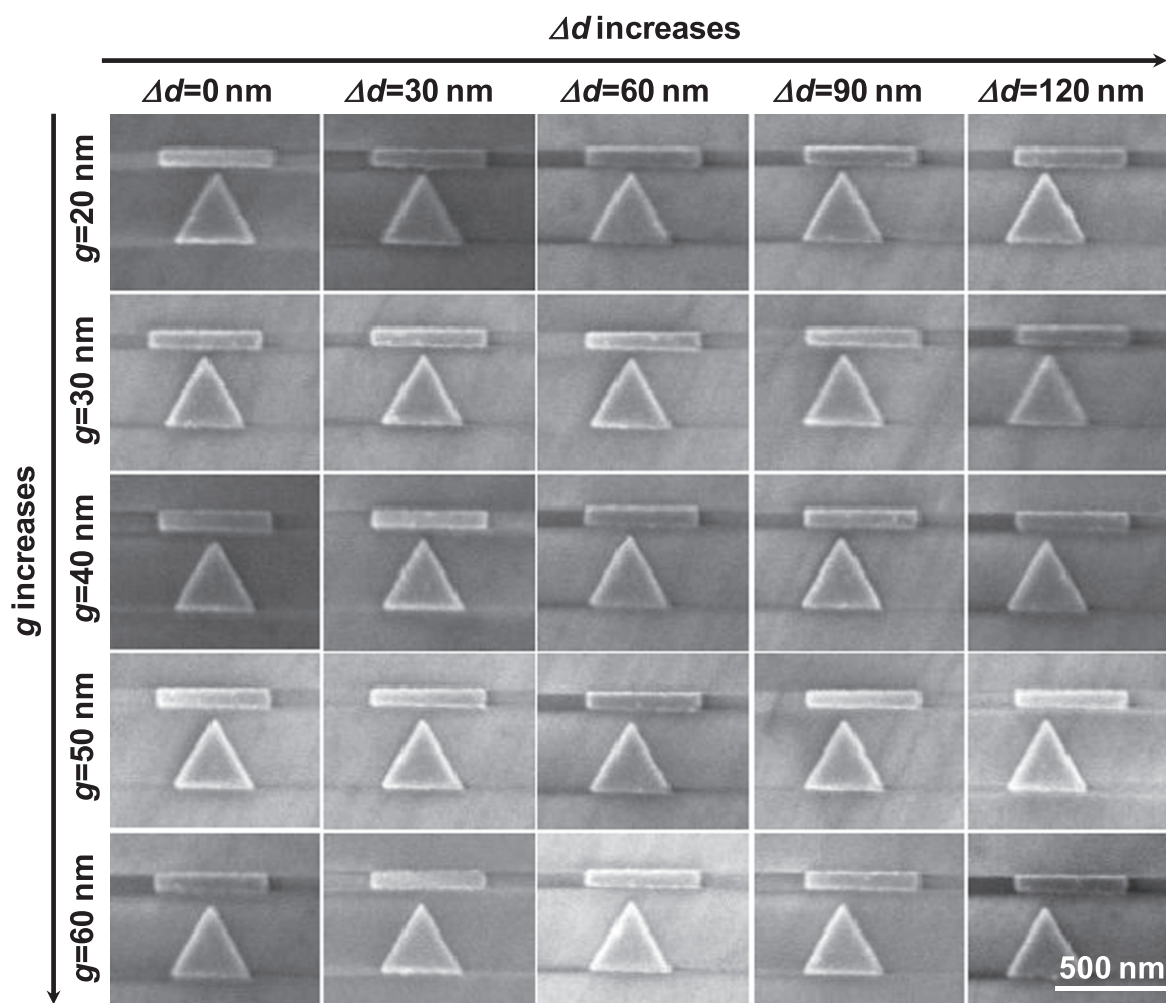 Δd increases
Δd=0 nm
Δd=30 nm
Δd=60 nm
Δd=90 nm
Δd=120 nm
g increases
g=20 nm
g=30 nm
g=40 nm
g=50 nm
g=60 nm
500 nm